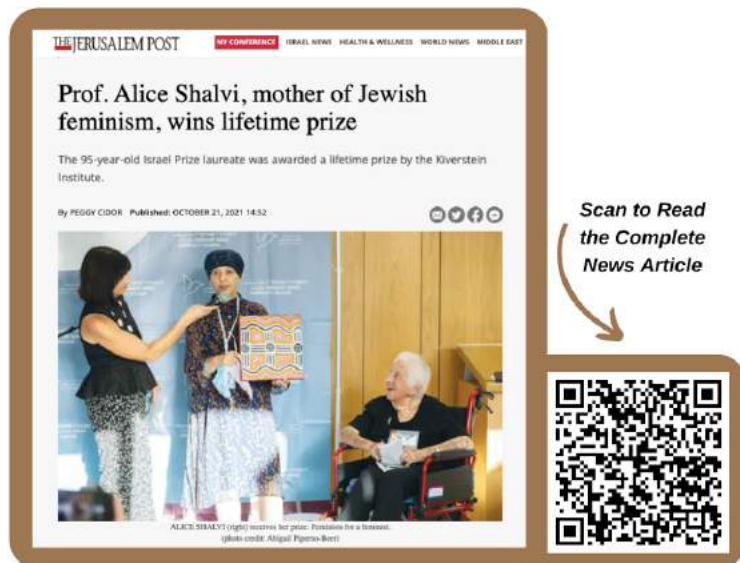 THE JERUSALEM POST
MY CONFERENCE ISRAEL NEWS HEALTH & WELLNESS WORLD NEWS MIDDLE EAST
Prof. Alice Shalvi, mother of Jewish
feminism, wins lifetime prize
The 95-year-old Israel Prize laureate was awarded a lifetime prize by the Kiverstein
Institute.
By PEGGY CIDOR Published: OCTOBER 21, 2021 14:52
ALICE SHALVI (right) receives her prize: Feminism for a feminist.
(photo credit: Abigail Piperno-Beer)
Scan to Read
the Complete
News Article